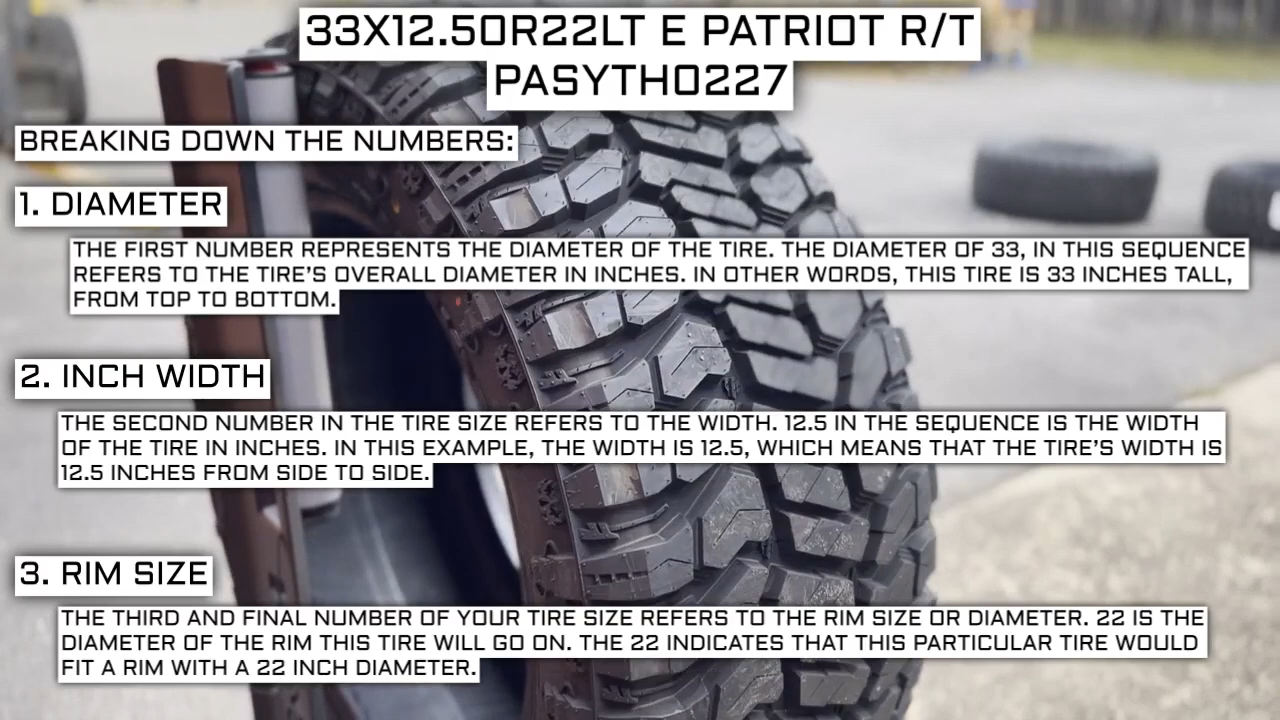 33X12.50R22LT E PATRIOT R/T
PASYTH0227
BREAKING DOWN THE NUMBERS:
1. DIAMETER
THE FIRST NUMBER REPRESENTS THE DIAMETER OF THE TIRE. THE DIAMETER OF 33, IN THIS SEQUENCE
REFERS TO THE TIRE'S OVERALL DIAMETER IN INCHES. IN OTHER WORDS, THIS TIRE IS 33 INCHES TALL,
FROM TOP TO BOTTOM.
2. INCH WIDTH
THE SECOND NUMBER IN THE TIRE SIZE REFERS TO THE WIDTH. 12.5 IN THE SEQUENCE IS THE WIDTH
OF THE TIRE IN INCHES. IN THIS EXAMPLE, THE WIDTH IS 12.5, WHICH MEANS THAT THE TIRE'S WIDTH IS
12.5 INCHES FROM SIDE TO SIDE.
3. RIM SIZE
THE THIRD AND FINAL NUMBER OF YOUR TIRE SIZE REFERS TO THE RIM SIZE OR DIAMETER. 22 IS THE
DIAMETER OF THE RIM THIS TIRE WILL GO ON. THE 22 INDICATES THAT THIS PARTICULAR TIRE WOULD
FIT A RIM WITH A 22 INCH DIAMETER.